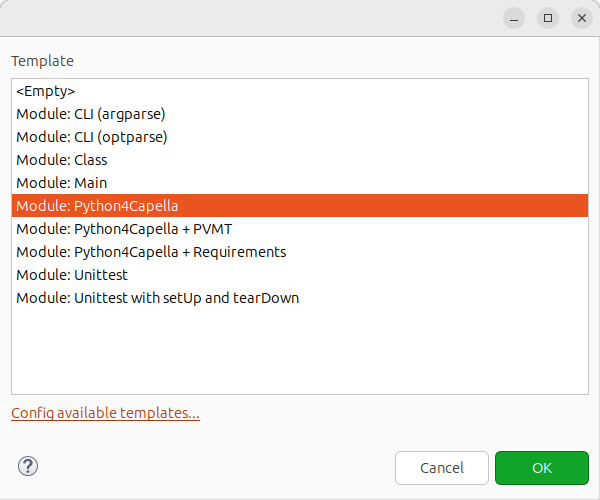 Template
<Empty>
Module: CLI (argparse)
Module: CLI (optparse)
Module: Class
Module: Main
Module: Python4Capella
Module: Python4Capella + PVMT
Module: Python4Capella + Requirements
Module: Unittest
Module: Unittest with setUp and tearDown
Config available templates...
?
Cancel
OK